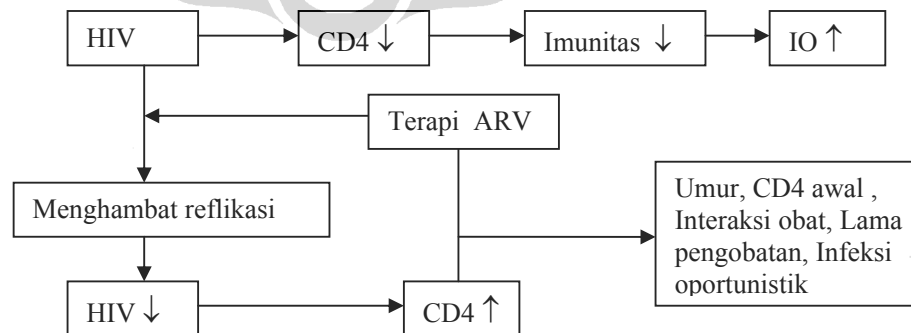 HIV
CD4 ↓
Imunitas ↓
IO ↑
Terapi ARV
Menghambat reflikasi
Umur, CD4 awal ,
Interaksi obat, Lama
pengobatan, Infeksi
oportunistik
HIV ↓
CD4 ↑